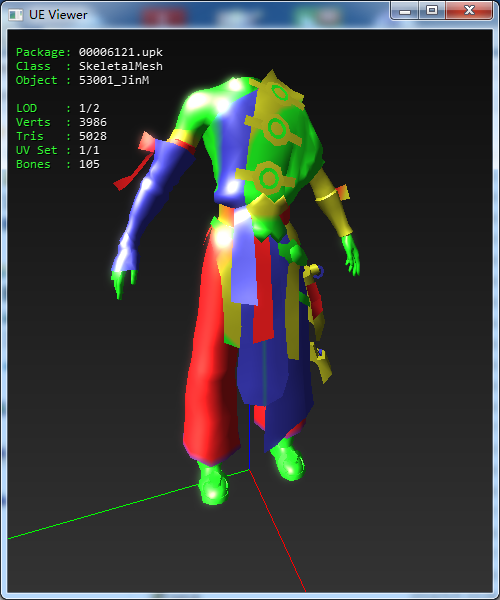 UE Viewer
Package: 00006121.upk
Class : SkeletalMesh
Object : 53001_JinM
LOD : 1/2
Verts : 3986
Tris : 5028
UV Set : 1/1
Bones : 105